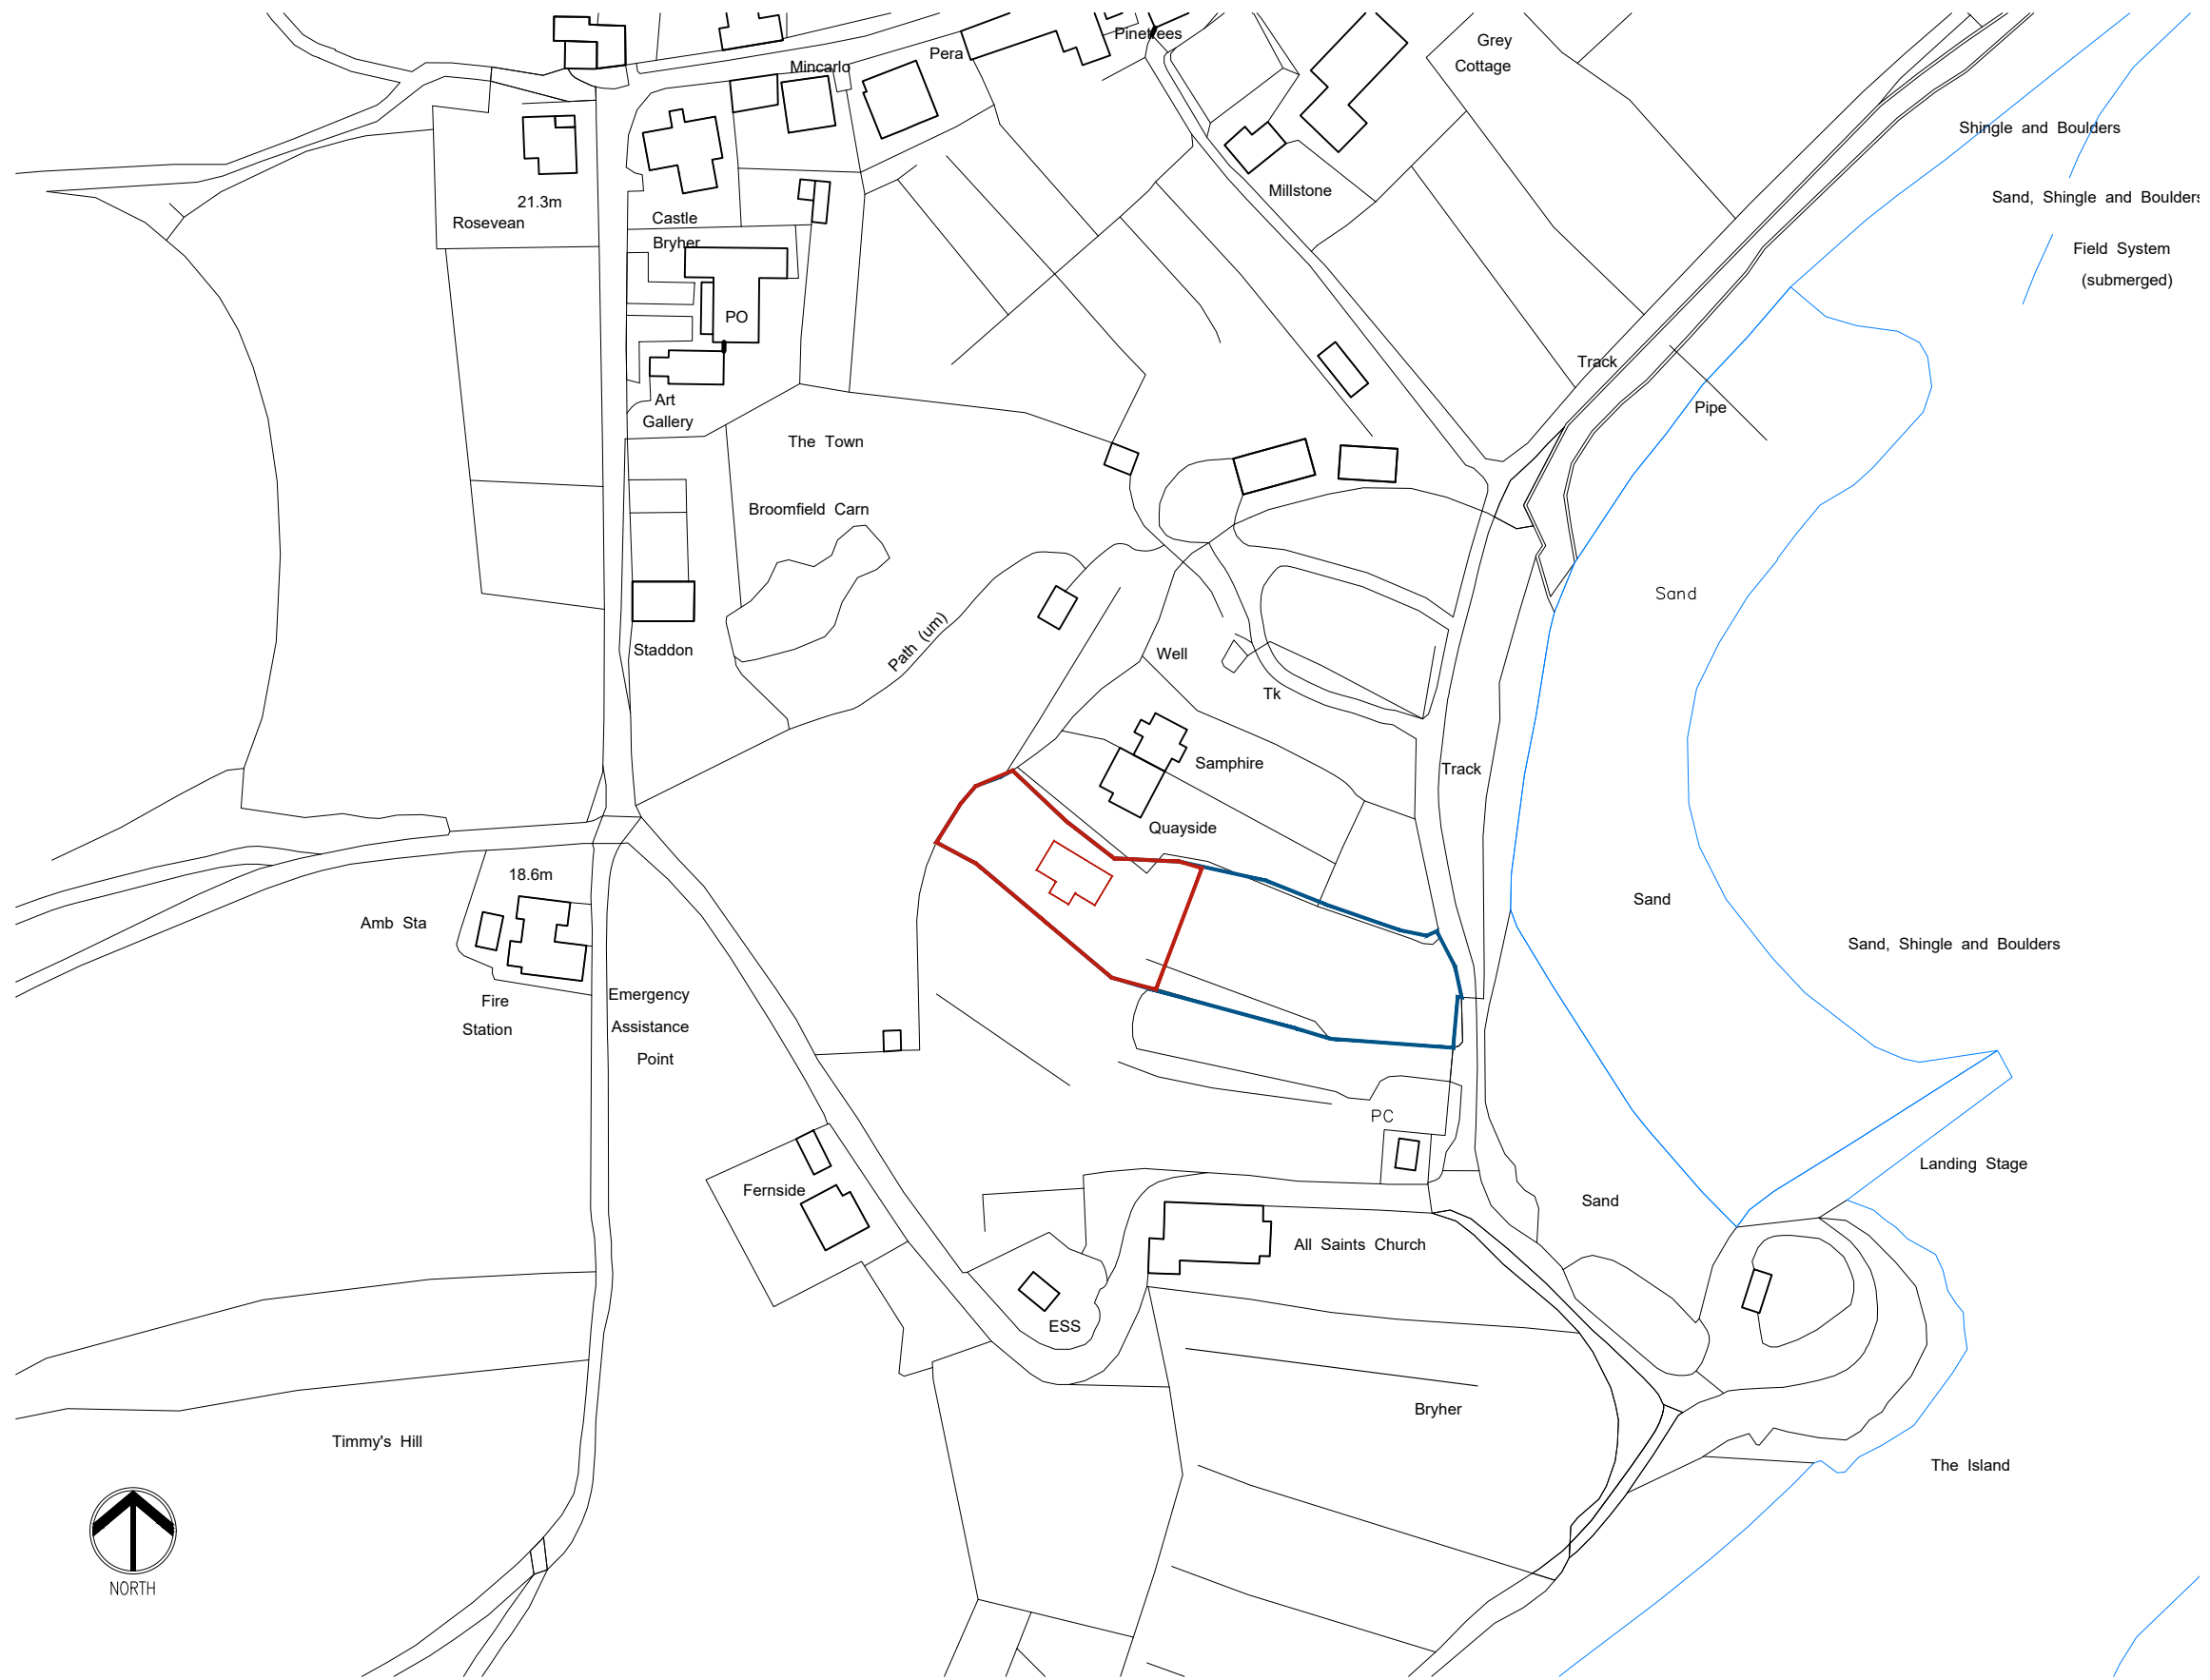 Pinetrees
Grey
Cottage
Pera
Mincarlo
Shingle and Boulders
Millstone
Sand, Shingle and Boulders
21.3m
Rosevean
Castle
Bryher
Field System
(submerged)
PO
Track
Art
Gallery
Pipe
The Town
Broomfield Carn
Sand
Path (um)
Staddon
Well
Tk
Samphire
Track
Quayside
18.6m
Amb Sta
Sand
Sand, Shingle and Boulders
Fire
Station
Emergency
Assistance
Point
PC
Landing Stage
Fernside
Sand
All Saints Church
ESS
Bryher
Timmy's Hill
The Island
NORTH